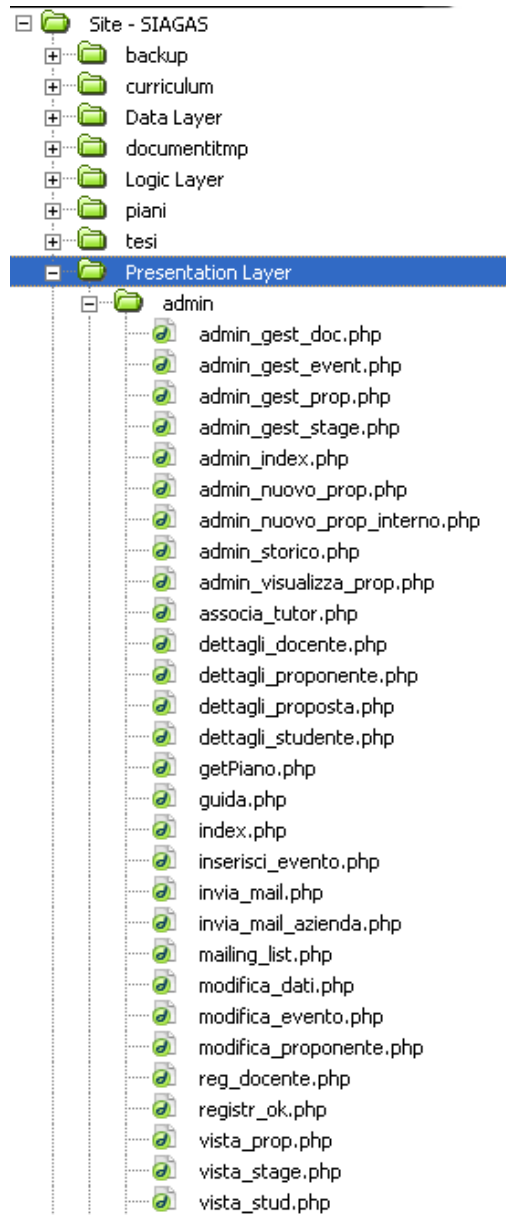 Site - SIAGAS
backup
curriculum
Data Layer
documentitmp
Logic Layer
piani
tesi
Presentation Layer
admin
admin_gest_doc.php
admin_gest_event.php
admin_gest_prop.php
admin_gest_stage.php
admin_index.php
admin_nuovo_prop.php
admin_nuovo_prop_interno.php
admin_storico.php
admin_visualizza_prop.php
associa_tutor.php
dettagli_docente.php
dettagli_proponente.php
dettagli_proposta.php
dettagli_studente.php
getPiano.php
guida.php
index.php
inserisci_evento.php
invia_mail.php
invia_mail_azienda.php
mailing_list.php
modifica_dati.php
modifica_evento.php
modifica_proponente.php
reg_docente.php
registr_ok.php
vista_prop.php
vista_stage.php
vista_stud.php